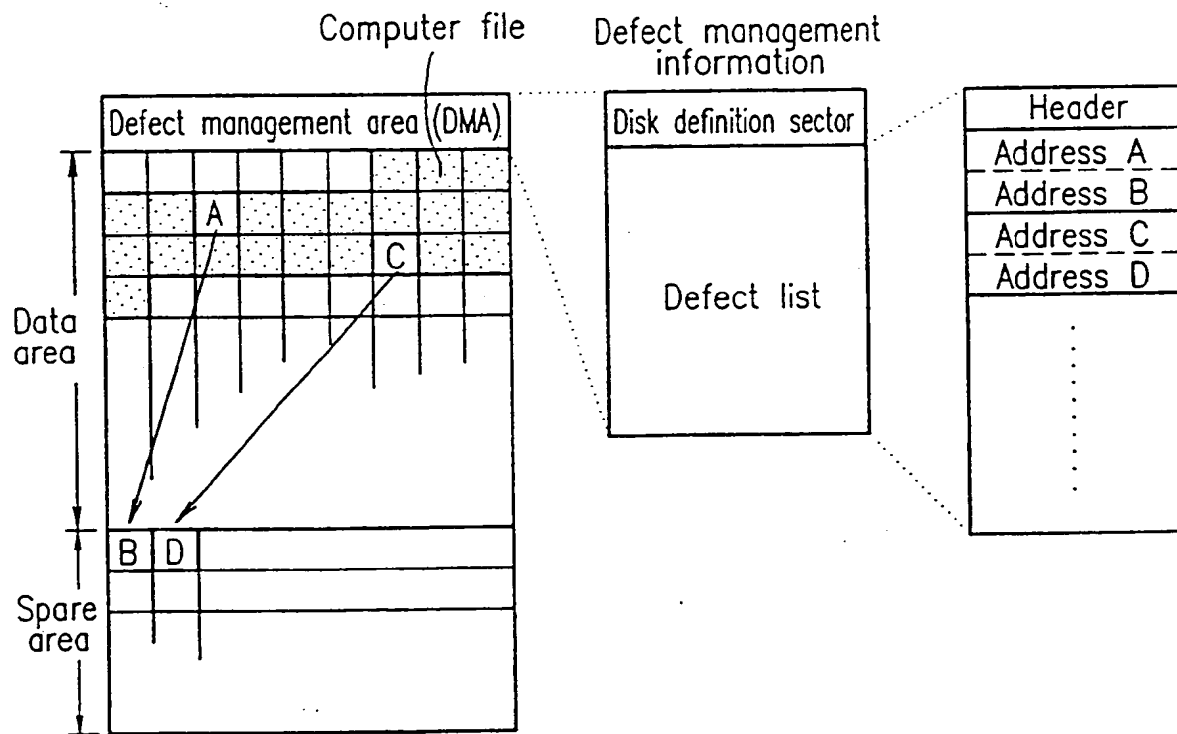 Computer file
Defect management
information
Defect management area (DMA)
Disk definition sector
Header
Address A
Address B
Address C
Address D
A
C
Defect list
Data
area
B
D
Spare
area